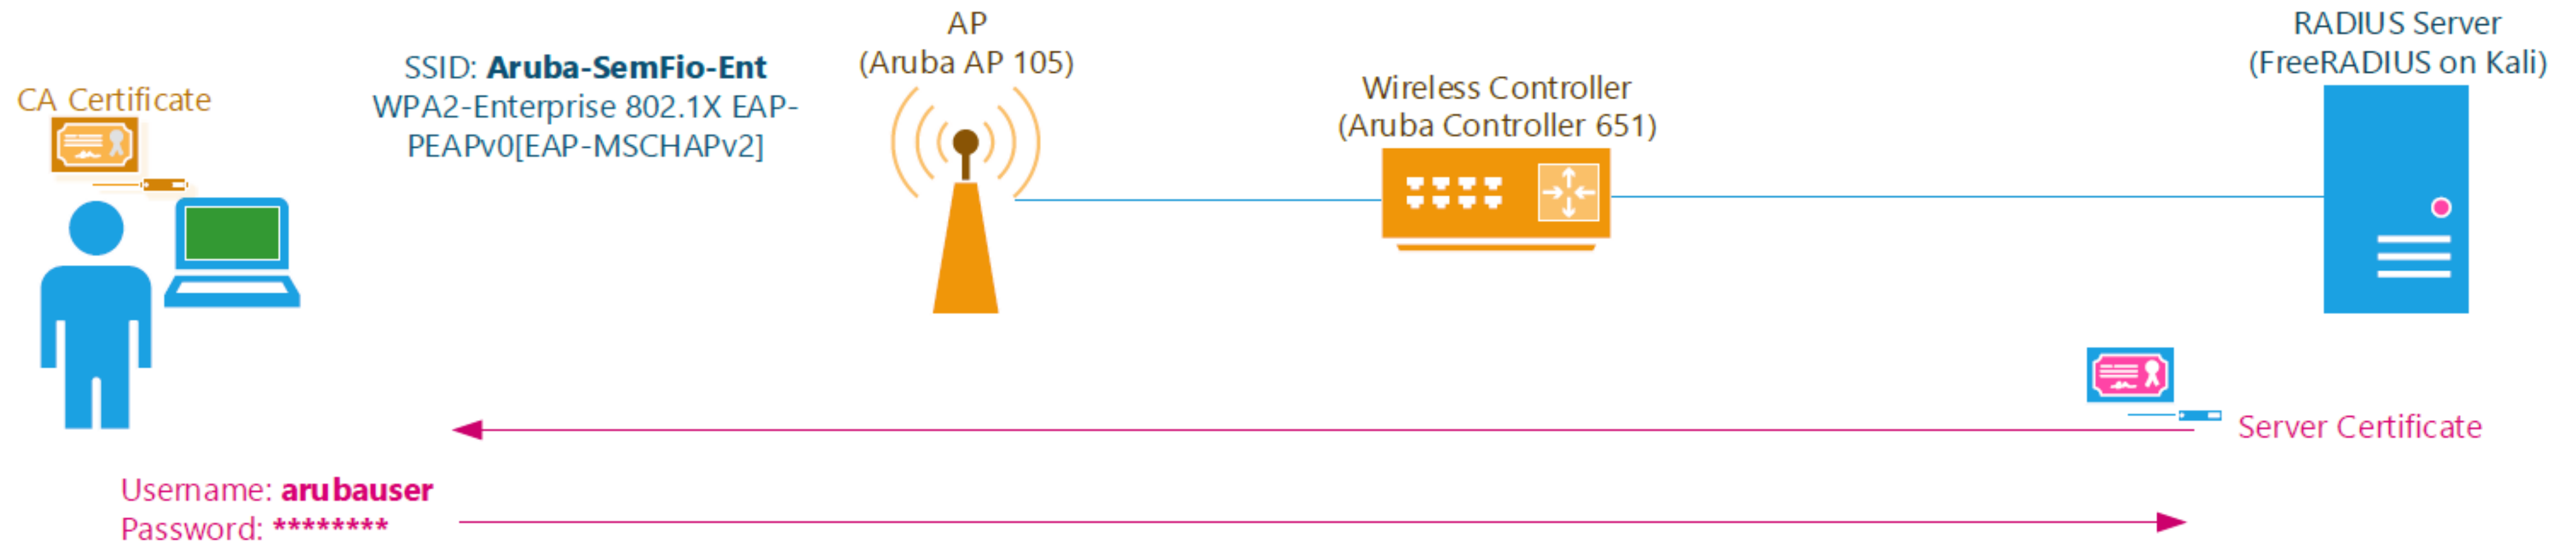 CA Certificate
SSID: Aruba-SemFio-Ent
WPA2-Enterprise 802.1X EAP-
PEAPv0[EAP-MSCHAPv2]
AP
(Aruba AP 105)
Wireless Controller
(Aruba Controller 651)
RADIUS Server
(FreeRADIUS on Kali)
Server Certificate
Username: arubauser
Password: ********